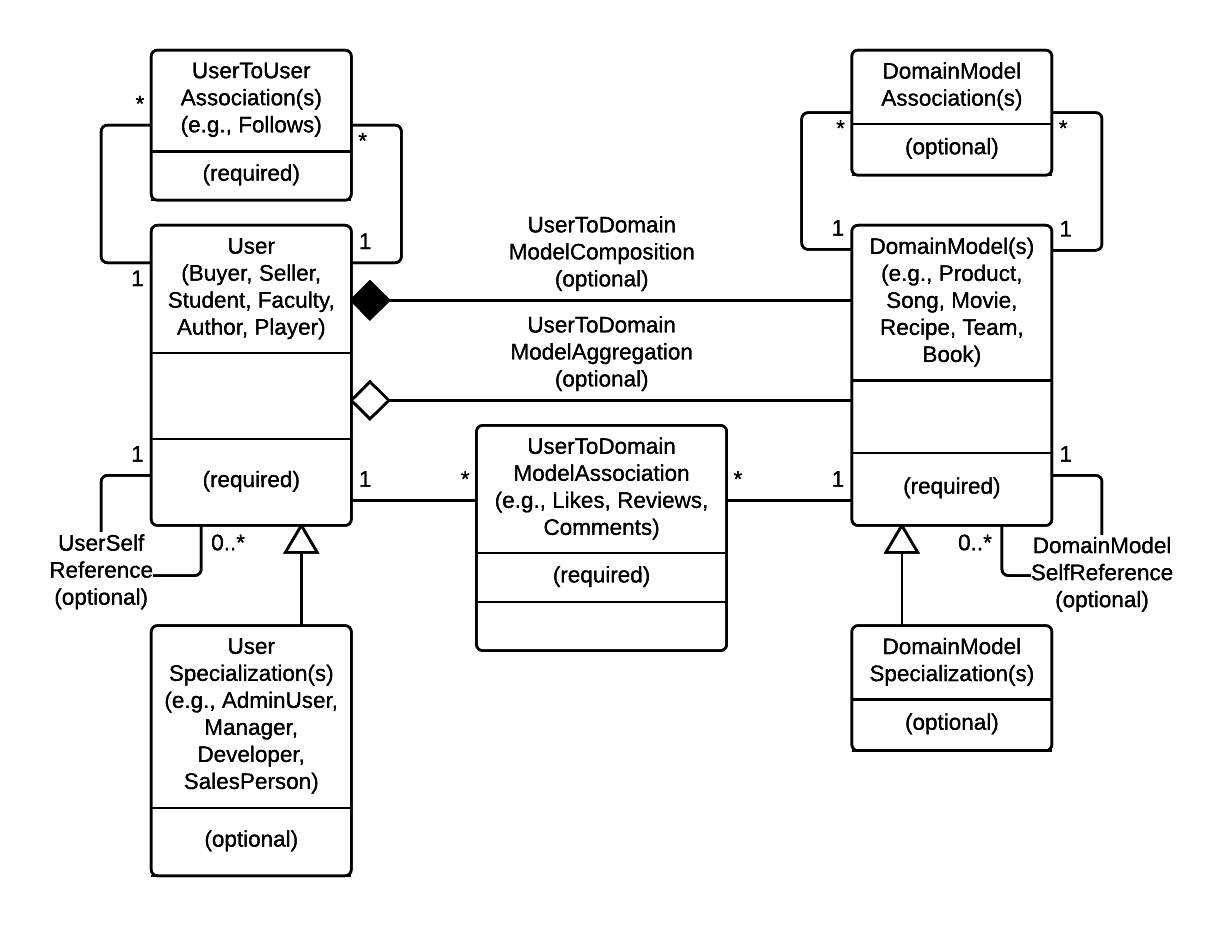 UserToUser
Association(s)
(e.g., Follows)
(required)
*
*
DomainModel
Association(s)
(optional)
*
*
User
(Buyer, Seller,
Student, Faculty,
Author, Player)
(required)
1
1
1
1
UserToDomain
ModelComposition
(optional)
UserToDomain
ModelAggregation
(optional)
DomainModel(s)
(e.g., Product,
Song, Movie,
Recipe, Team,
Book)
(required)
1
1
1
1
UserToDomain
ModelAssociation
(e.g., Likes, Reviews,
Comments)
(required)
*
*
UserSelf
Reference
(optional)
0..*
0..*
DomainModel
SelfReference
(optional)
User
Specialization(s)
(e.g., AdminUser,
Manager,
Developer,
SalesPerson)
(optional)
DomainModel
Specialization(s)
(optional)